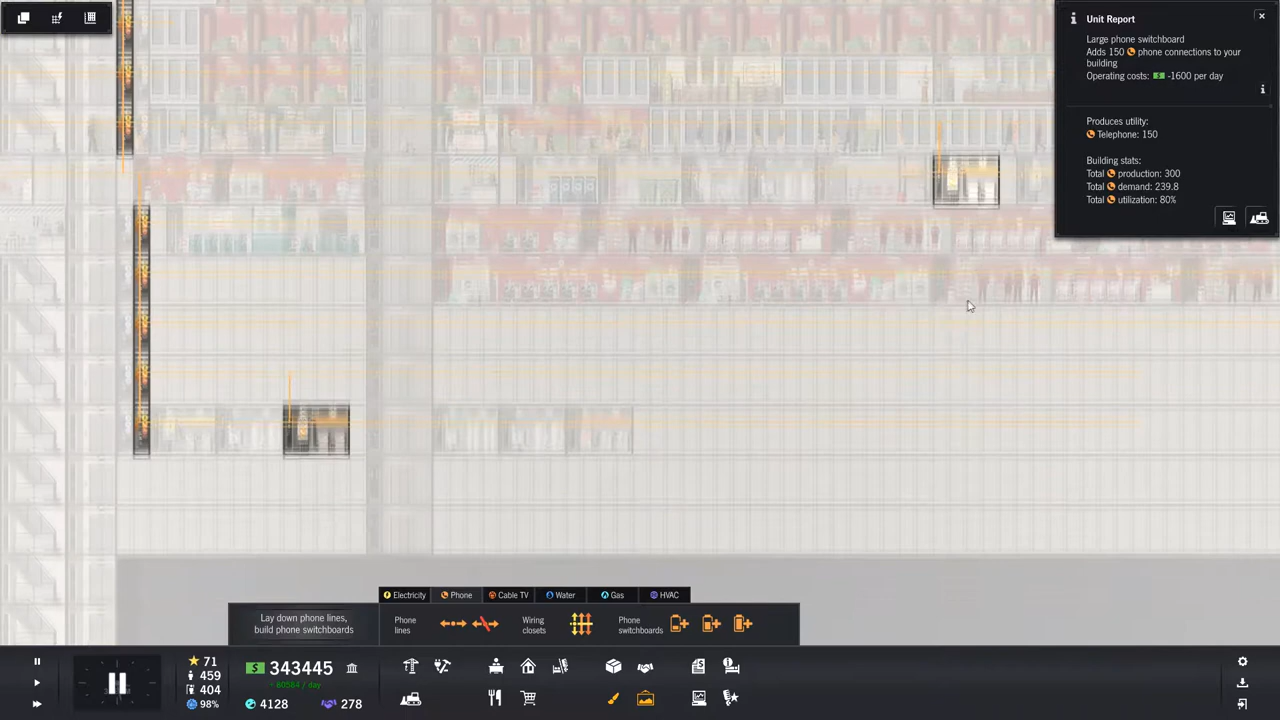 Unit Report
Large phone switchboard
Adds 150 phone connections to your
building
Operating costs: -1600 per day
Produces utility:
Telephone: 150
Building stats:
Total production: 300
Total demand: 239.8
Total utilization: 80%
Electricity
Phone
Cable TV
Water
Gas
HVAC
Lay down phone lines,
build phone switchboards
Phone
lines
Wiring
closets
Phone
switchboards
71
459
404
98%
343445
+80584 / day
4128
278